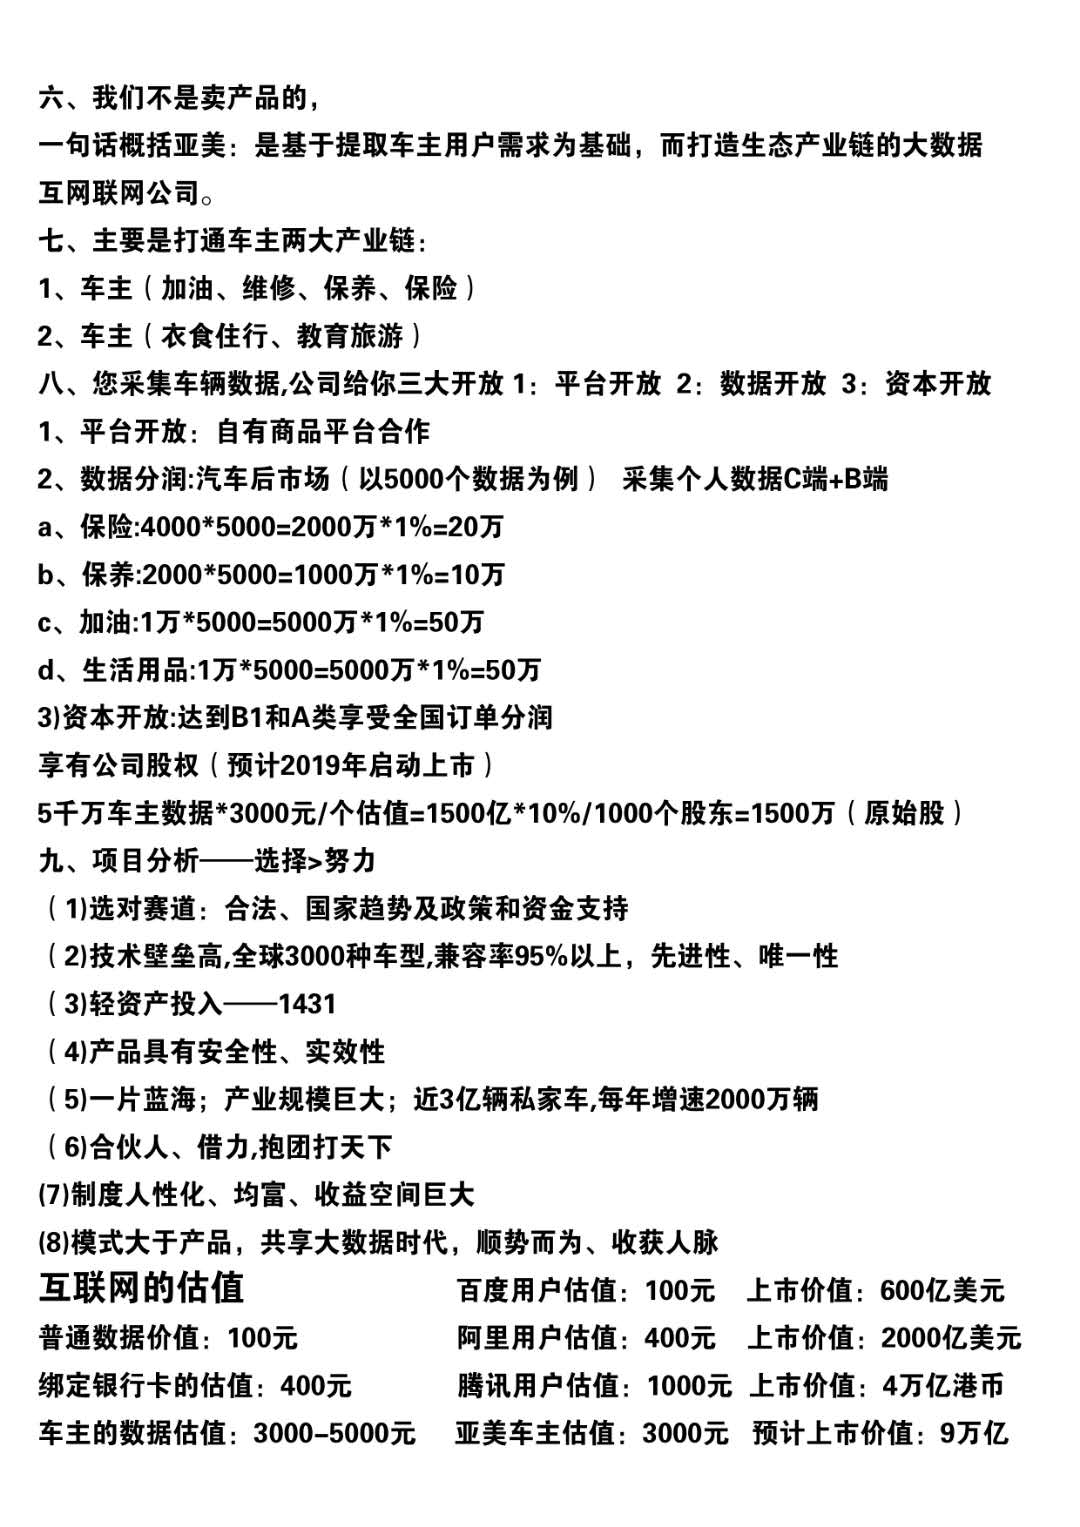 六、我们不是卖产品的，
一句话概括亚美：是基于提取车主用户需求为基础，而打造生态产业链的大数据
互网联网公司。
七、主要是打通车主两大产业链：
1、车主（加油、维修、保养、保险）
2、车主（衣食住行、教育旅游）
八、您采集车辆数据,公司给你三大开放 1：平台开放 2：数据开放 3：资本开放
1、平台开放：自有商品平台合作
2、数据分润:汽车后市场（以5000个数据为例） 采集个人数据C端+B端
a、保险:4000*5000=2000万*1%=20万
b、保养:2000*5000=1000万*1%=10万
c、加油:1万*5000=5000万*1%=50万
d、生活用品:1万*5000=5000万*1%=50万
3)资本开放:达到B1和A类享受全国订单分润
享有公司股权（预计2019年启动上市）
5千万车主数据*3000元/个估值=1500亿*10%/1000个股东=1500万（原始股）
九、项目分析——选择>努力
（1)选对赛道：合法、国家趋势及政策和资金支持
（2)技术壁垒高,全球3000种车型,兼容率95%以上，先进性、唯一性
（3)轻资产投入——1431
（4)产品具有安全性、实效性
（5)一片蓝海；产业规模巨大；近3亿辆私家车,每年增速2000万辆
（6)合伙人、借力,抱团打天下
(7)制度人性化、均富、收益空间巨大
(8)模式大于产品，共享大数据时代，顺势而为、收获人脉
互联网的估值 百度用户估值：100元 上市价值：600亿美元
普通数据价值：100元 阿里用户估值：400元 上市价值：2000亿美元
绑定银行卡的估值：400元 腾讯用户估值：1000元 上市价值：4万亿港币
车主的数据估值：3000-5000元 亚美车主估值：3000元 预计上市价值：9万亿